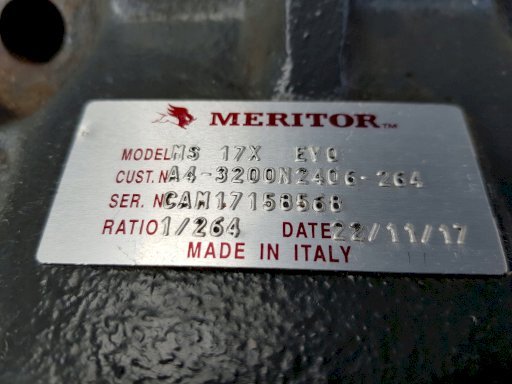 MERITOR™
MODEL MS 17X EVO
CUST. N A4-3200N2406-264
SER. N CAM17158568
RATIO 1/264 DATE 22/11/17
MADE IN ITALY